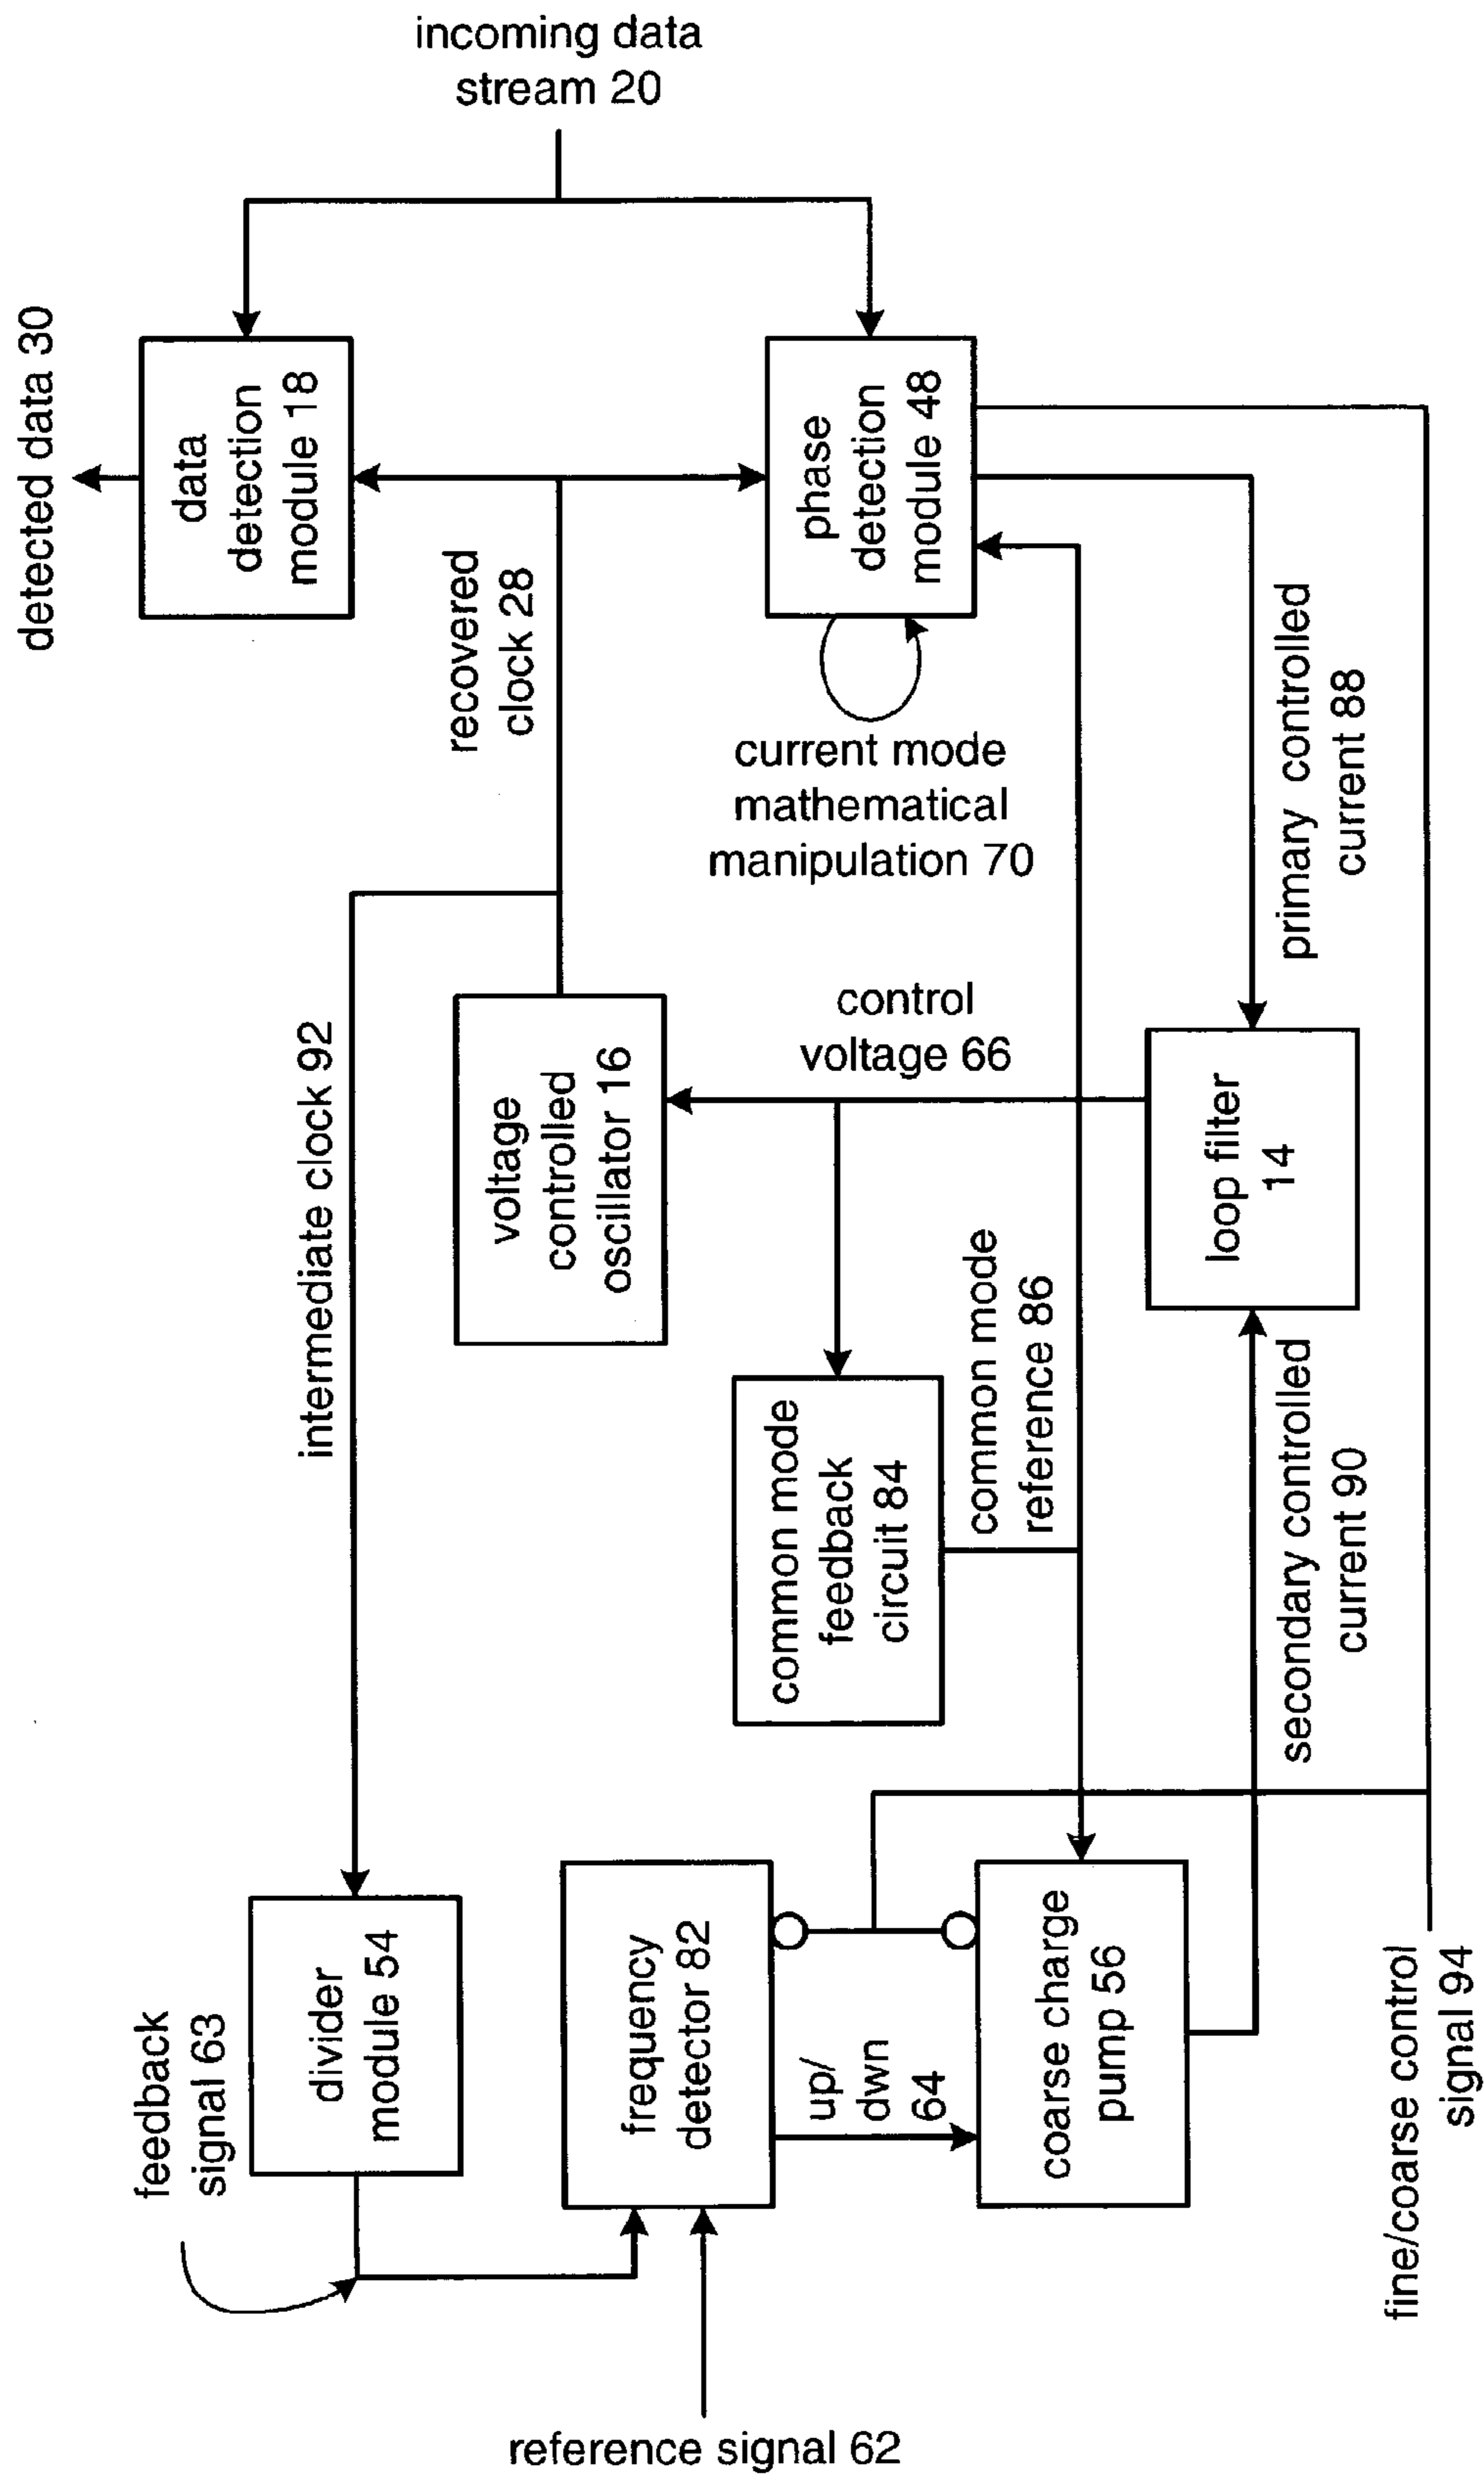 incoming data
stream 20
detected data 30
data
detection
module 18
phase
detection
module 48
recovered
clock 28
current mode
mathematical
manipulation 70
primary controlled
current 88
intermediate clock 92
voltage
controlled
oscillator 16
control
voltage 66
loop filter
14
common mode
feedback
circuit 84
common mode
reference 86
secondary controlled
current 90
feedback
signal 63
divider
module 54
frequency
detector 82
up/
dwn
64
coarse charge
pump 56
fine/coarse control
signal 94
reference signal 62